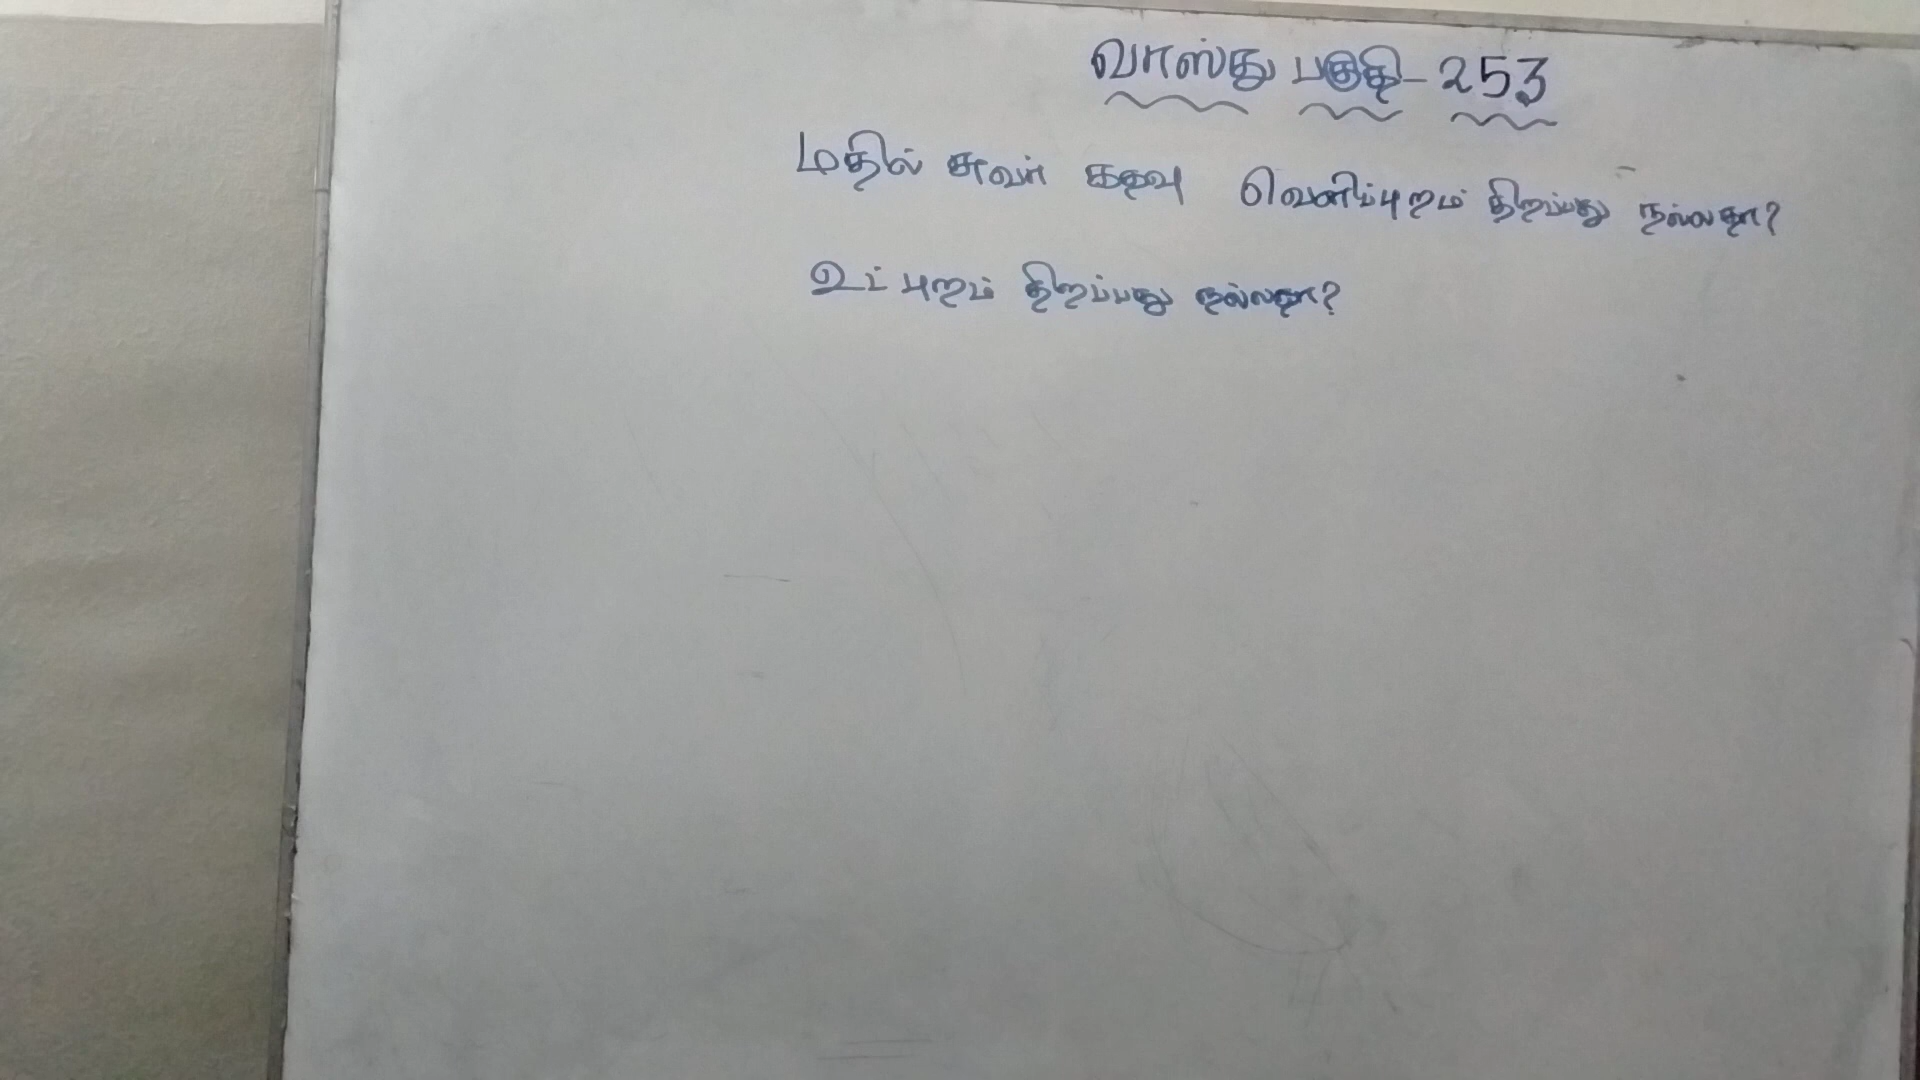 வாஸ்து பகுதி - 253
மதில் சுவர் கதவு வெளிப்புறம் திறப்பது நல்லதா?
உட்புறம் திறப்பது நல்லதா?